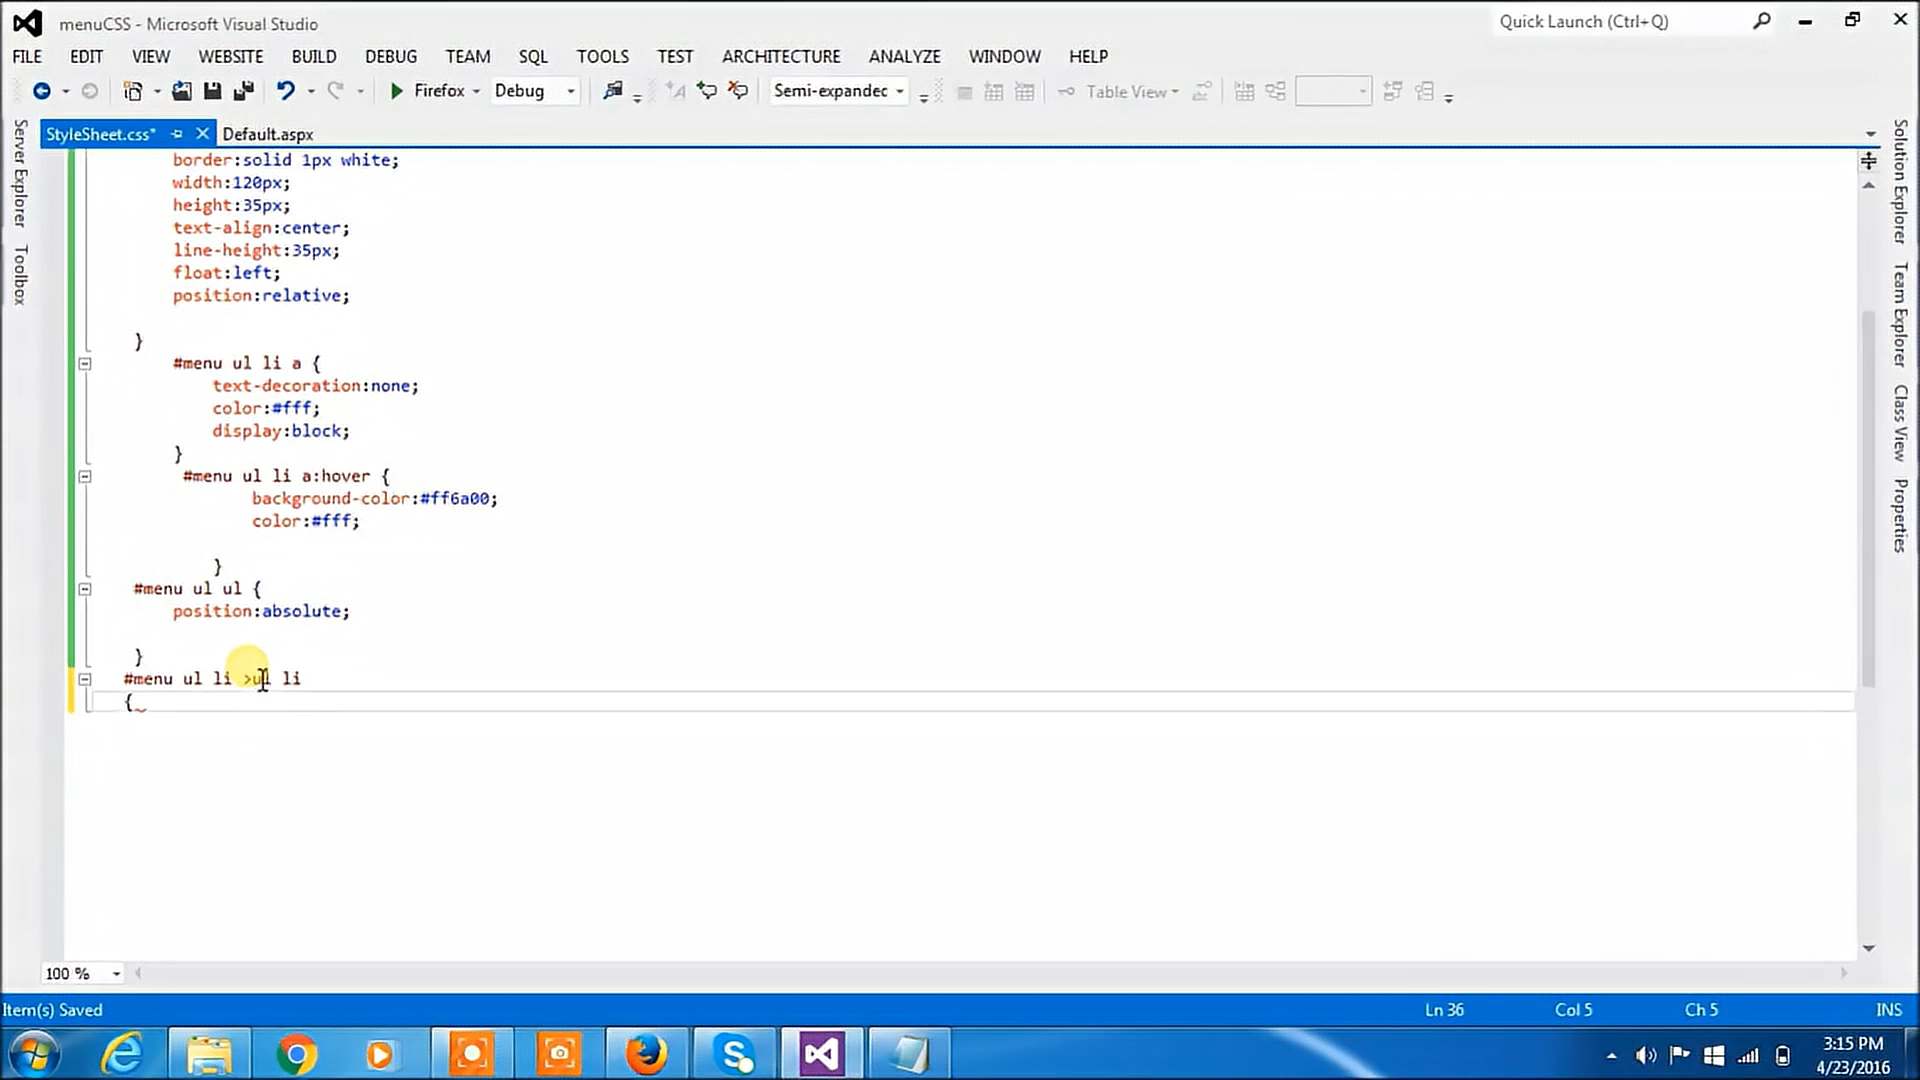 menuCSS - Microsoft Visual Studio
Quick Launch (Ctrl+Q)
FILE EDIT VIEW WEBSITE BUILD DEBUG TEAM SQL TOOLS TEST ARCHITECTURE ANALYZE WINDOW HELP
Firefox Debug Semi-expandec Table View
StyleSheet.css* Default.aspx
Server Explorer
Toolbox
border:solid 1px white;
width:120px;
height:35px;
text-align:center;
line-height:35px;
float:left;
position:relative;
}
#menu ul li a {
text-decoration:none;
color:#fff;
display:block;
}
#menu ul li a:hover {
background-color:#ff6a00;
color:#fff;
}
#menu ul ul {
position:absolute;
}
#menu ul li >ul li
{
Solution Explorer
Team Explorer
Class View
Properties
100 %
Item(s) Saved Ln 36 Col 5 Ch 5 INS
3:15 PM
4/23/2016